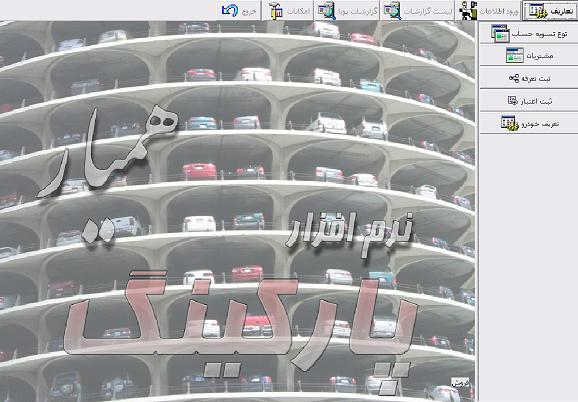 تعاریف ورود اطلاعات لیست گزارشات گزارشات پویا امکانات خروج
نوع تسویه حساب
مشتریان
ثبت تعرفه
ثبت اعتبار
تعریف خودرو
همیار
نرم افزار
پارکینگ